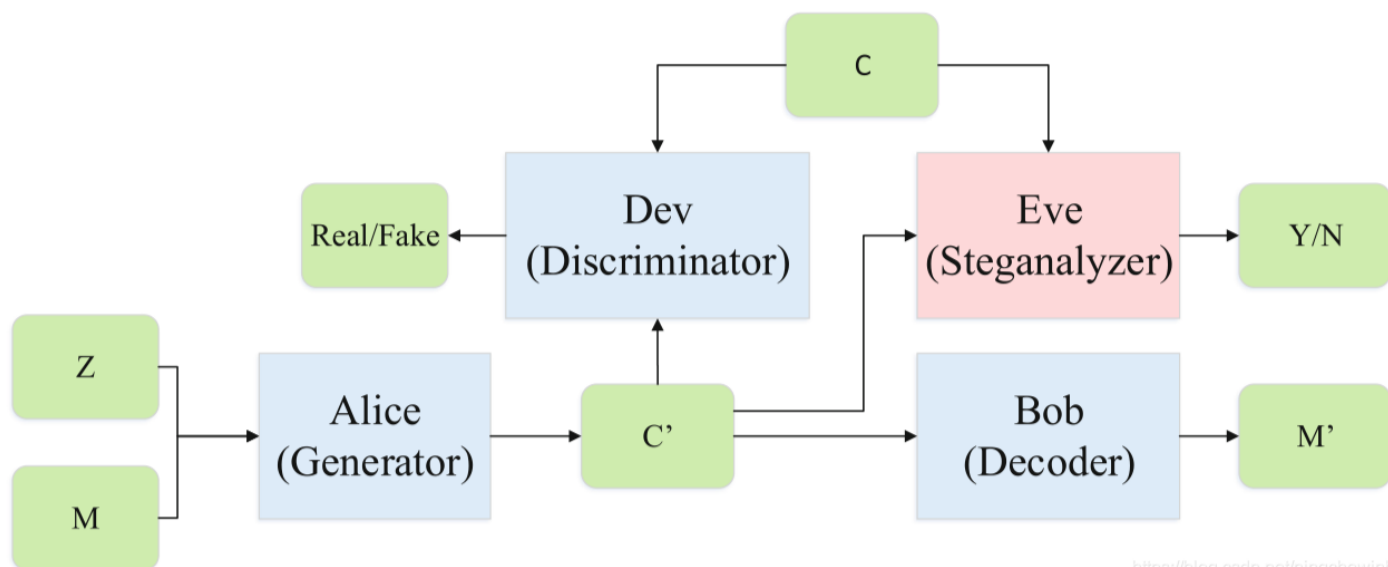 C
Dev
(Discriminator)
Eve
(Steganalyzer)
Real/Fake
Y/N
Z
Alice
(Generator)
C’
Bob
(Decoder)
M’
M